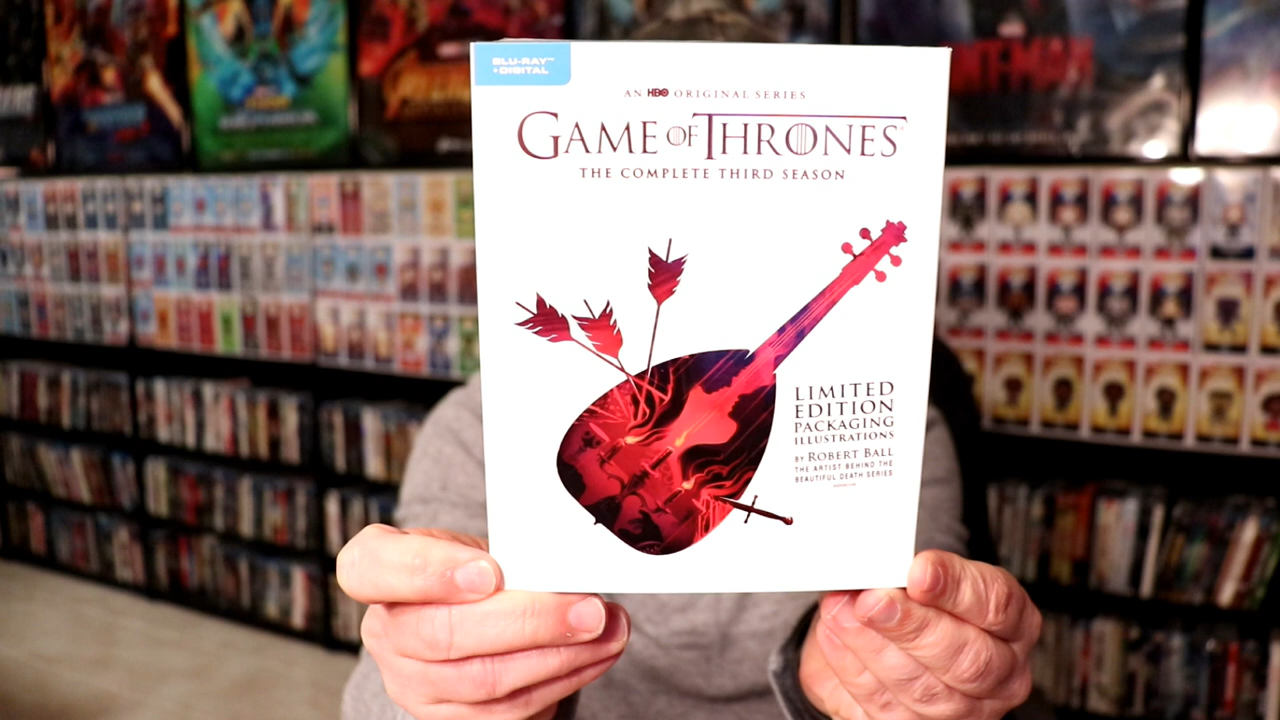 BLU-RAY™
+DIGITAL
AN HBO ORIGINAL SERIES
GAME OF THRONES®
THE COMPLETE THIRD SEASON
LIMITED
EDITION
PACKAGING
ILLUSTRATIONS
BY ROBERT BALL
THE ARTIST BEHIND THE
BEAUTIFUL DEATH SERIES